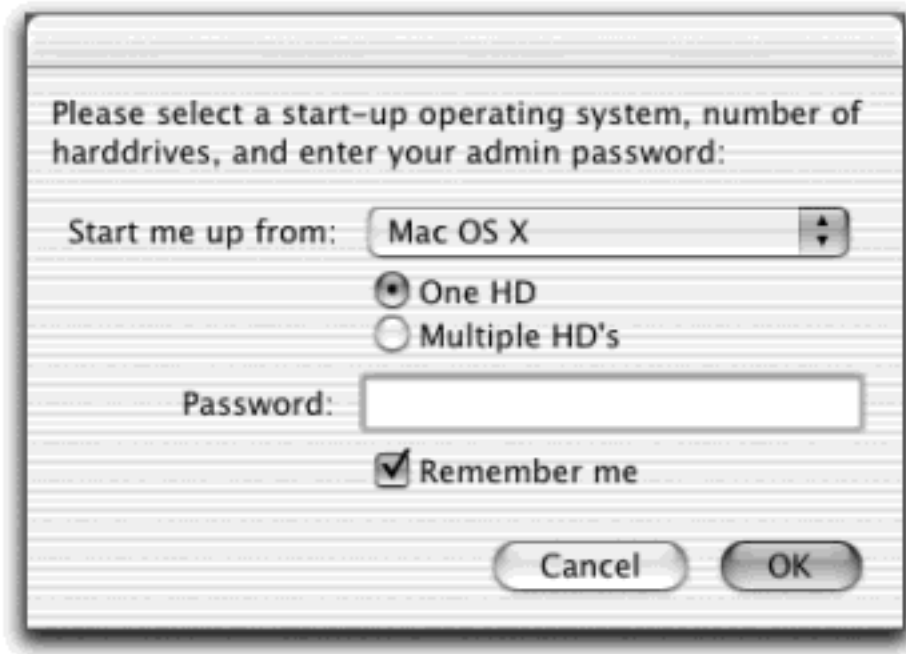 Please select a start-up operating system, number of
harddrives, and enter your admin password:
Start me up from: Mac OS X
One HD
Multiple HD's
Password:
Remember me
Cancel OK